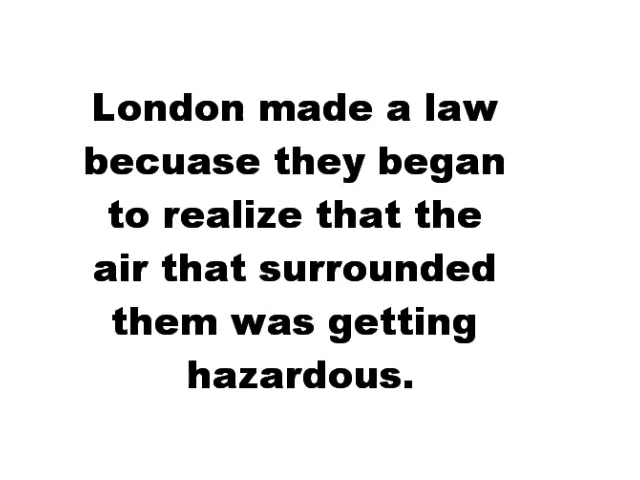 London made a law
becuase they began
to realize that the
air that surrounded
them was getting
hazardous.